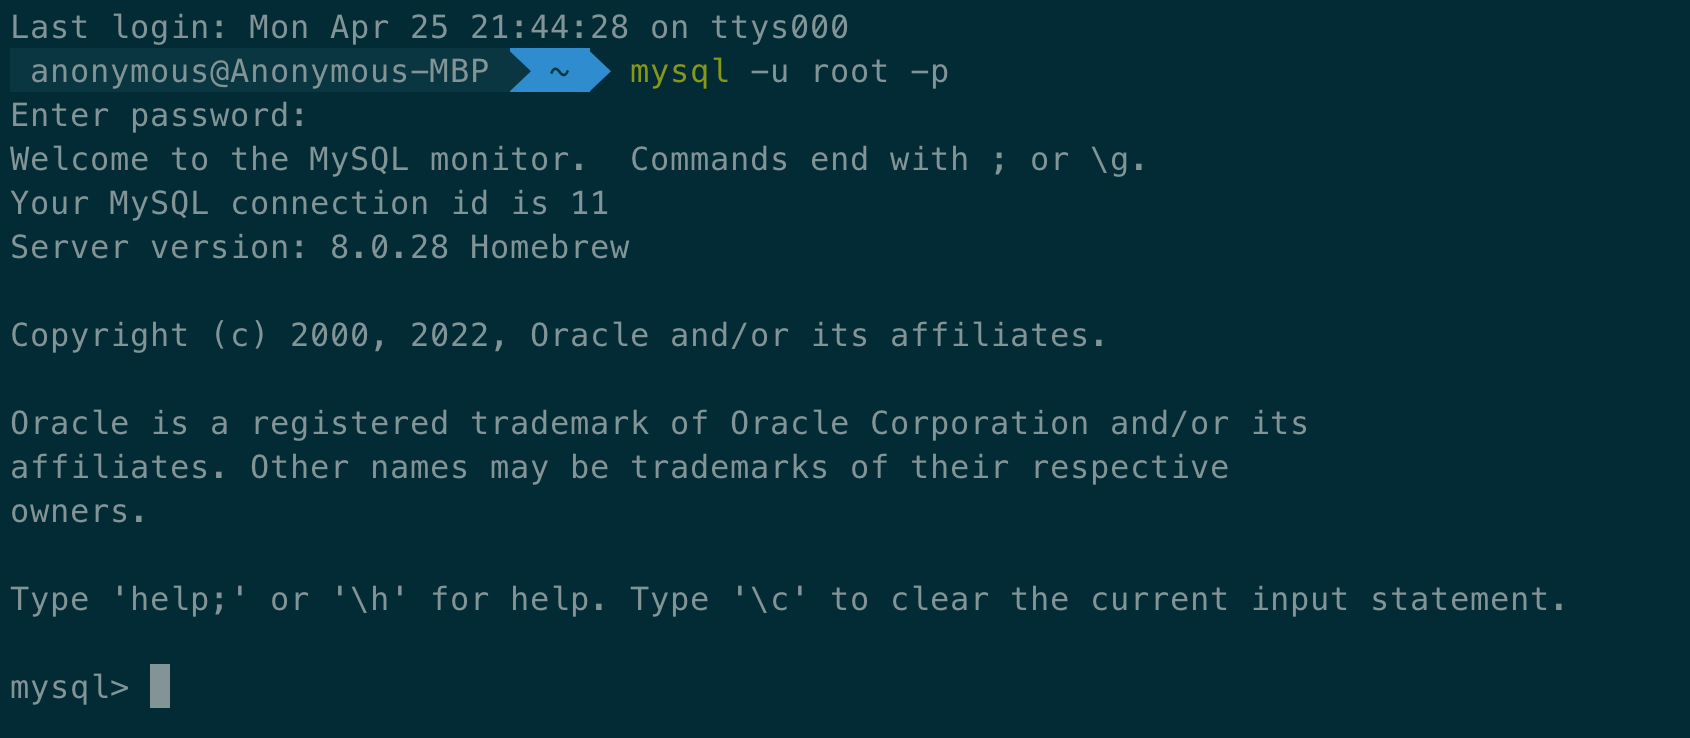 Last login: Mon Apr 25 21:44:28 on ttys000
anonymous@Anonymous-MBP ~ mysql -u root -p
Enter password:
Welcome to the MySQL monitor.  Commands end with ; or \g.
Your MySQL connection id is 11
Server version: 8.0.28 Homebrew
Copyright (c) 2000, 2022, Oracle and/or its affiliates.
Oracle is a registered trademark of Oracle Corporation and/or its
affiliates. Other names may be trademarks of their respective
owners.
Type 'help;' or '\h' for help. Type '\c' to clear the current input statement.
mysql>